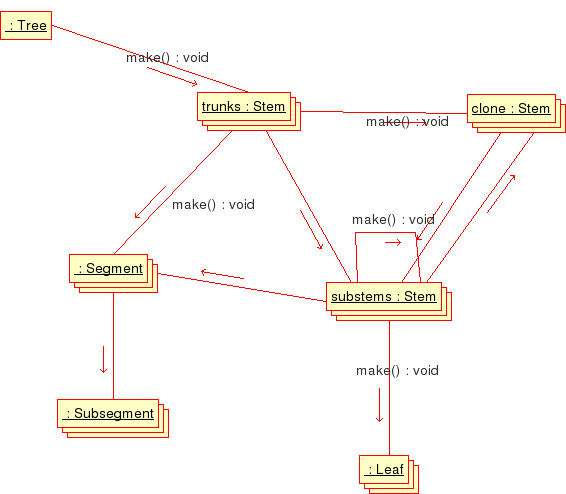 : Tree
make() : void
trunks : Stem
clone : Stem
make() : void
make() : void
make() : void
: Segment
substems : Stem
make() : void
: Subsegment
: Leaf